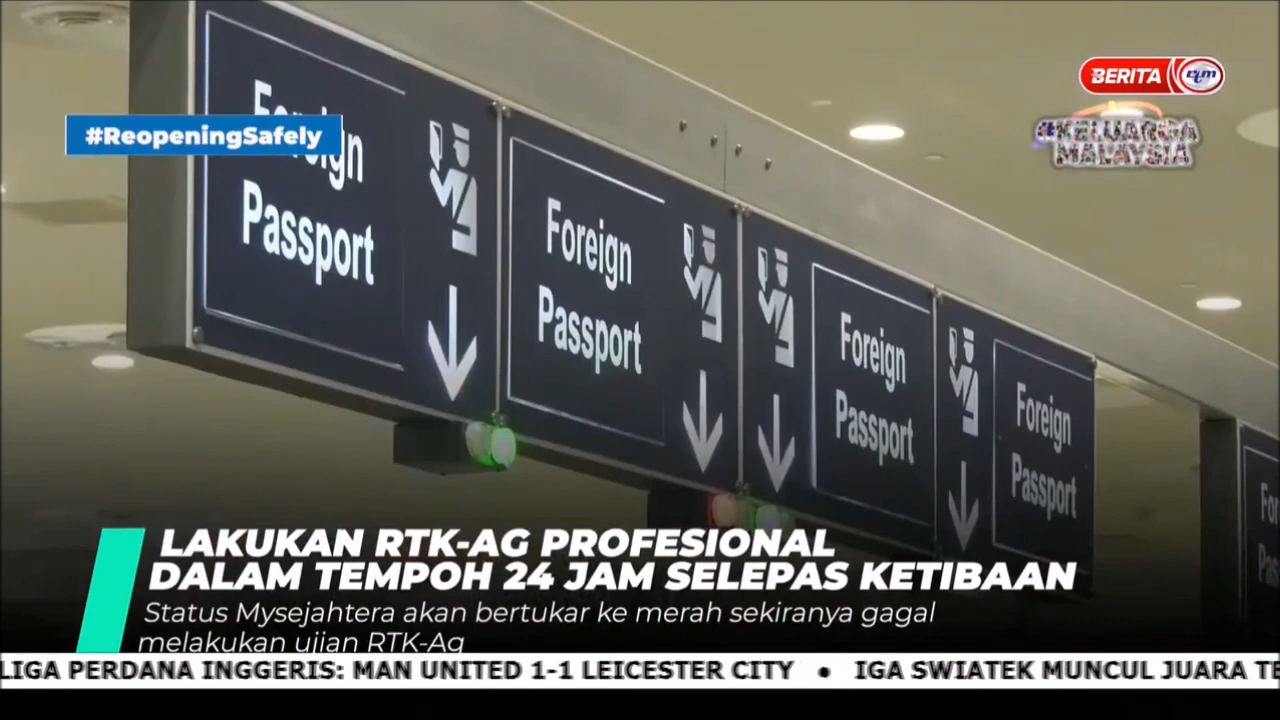 #ReopeningSafely
BERITA rtm
#KELUARGA
MALAYSIA
Foreign
Passport
Foreign
Passport
Foreign
Passport
Foreign
Passport
LAKUKAN RTK-AG PROFESIONAL
DALAM TEMPOH 24 JAM SELEPAS KETIBAAN
Status Mysejahtera akan bertukar ke merah sekiranya gagal
melakukan ujian RTK-Ag
LIGA PERDANA INGGERIS: MAN UNITED 1-1 LEICESTER CITY • IGA SWIATEK MUNCUL JUARA